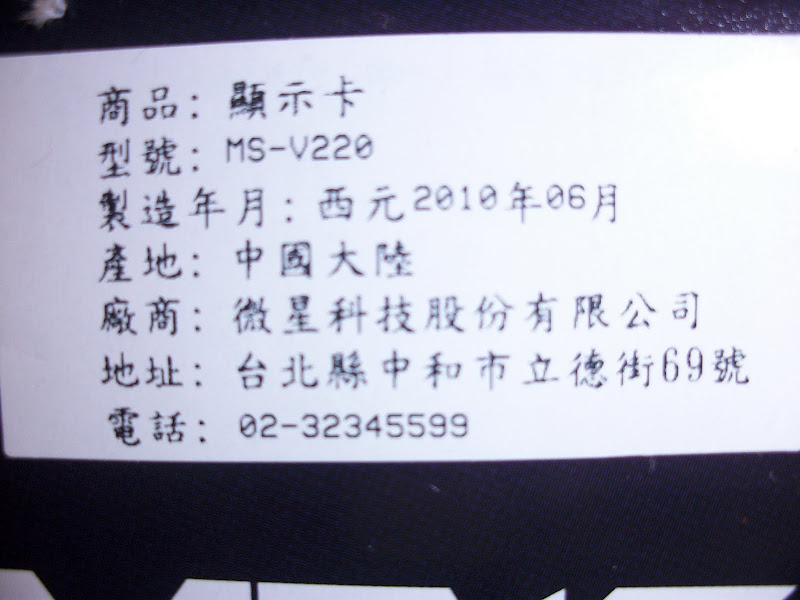 商品: 顯示卡
型號: MS-V220
製造年月: 西元2010年06月
產地: 中國大陸
廠商: 微星科技股份有限公司
地址: 台北縣中和市立德街69號
電話: 02-32345599